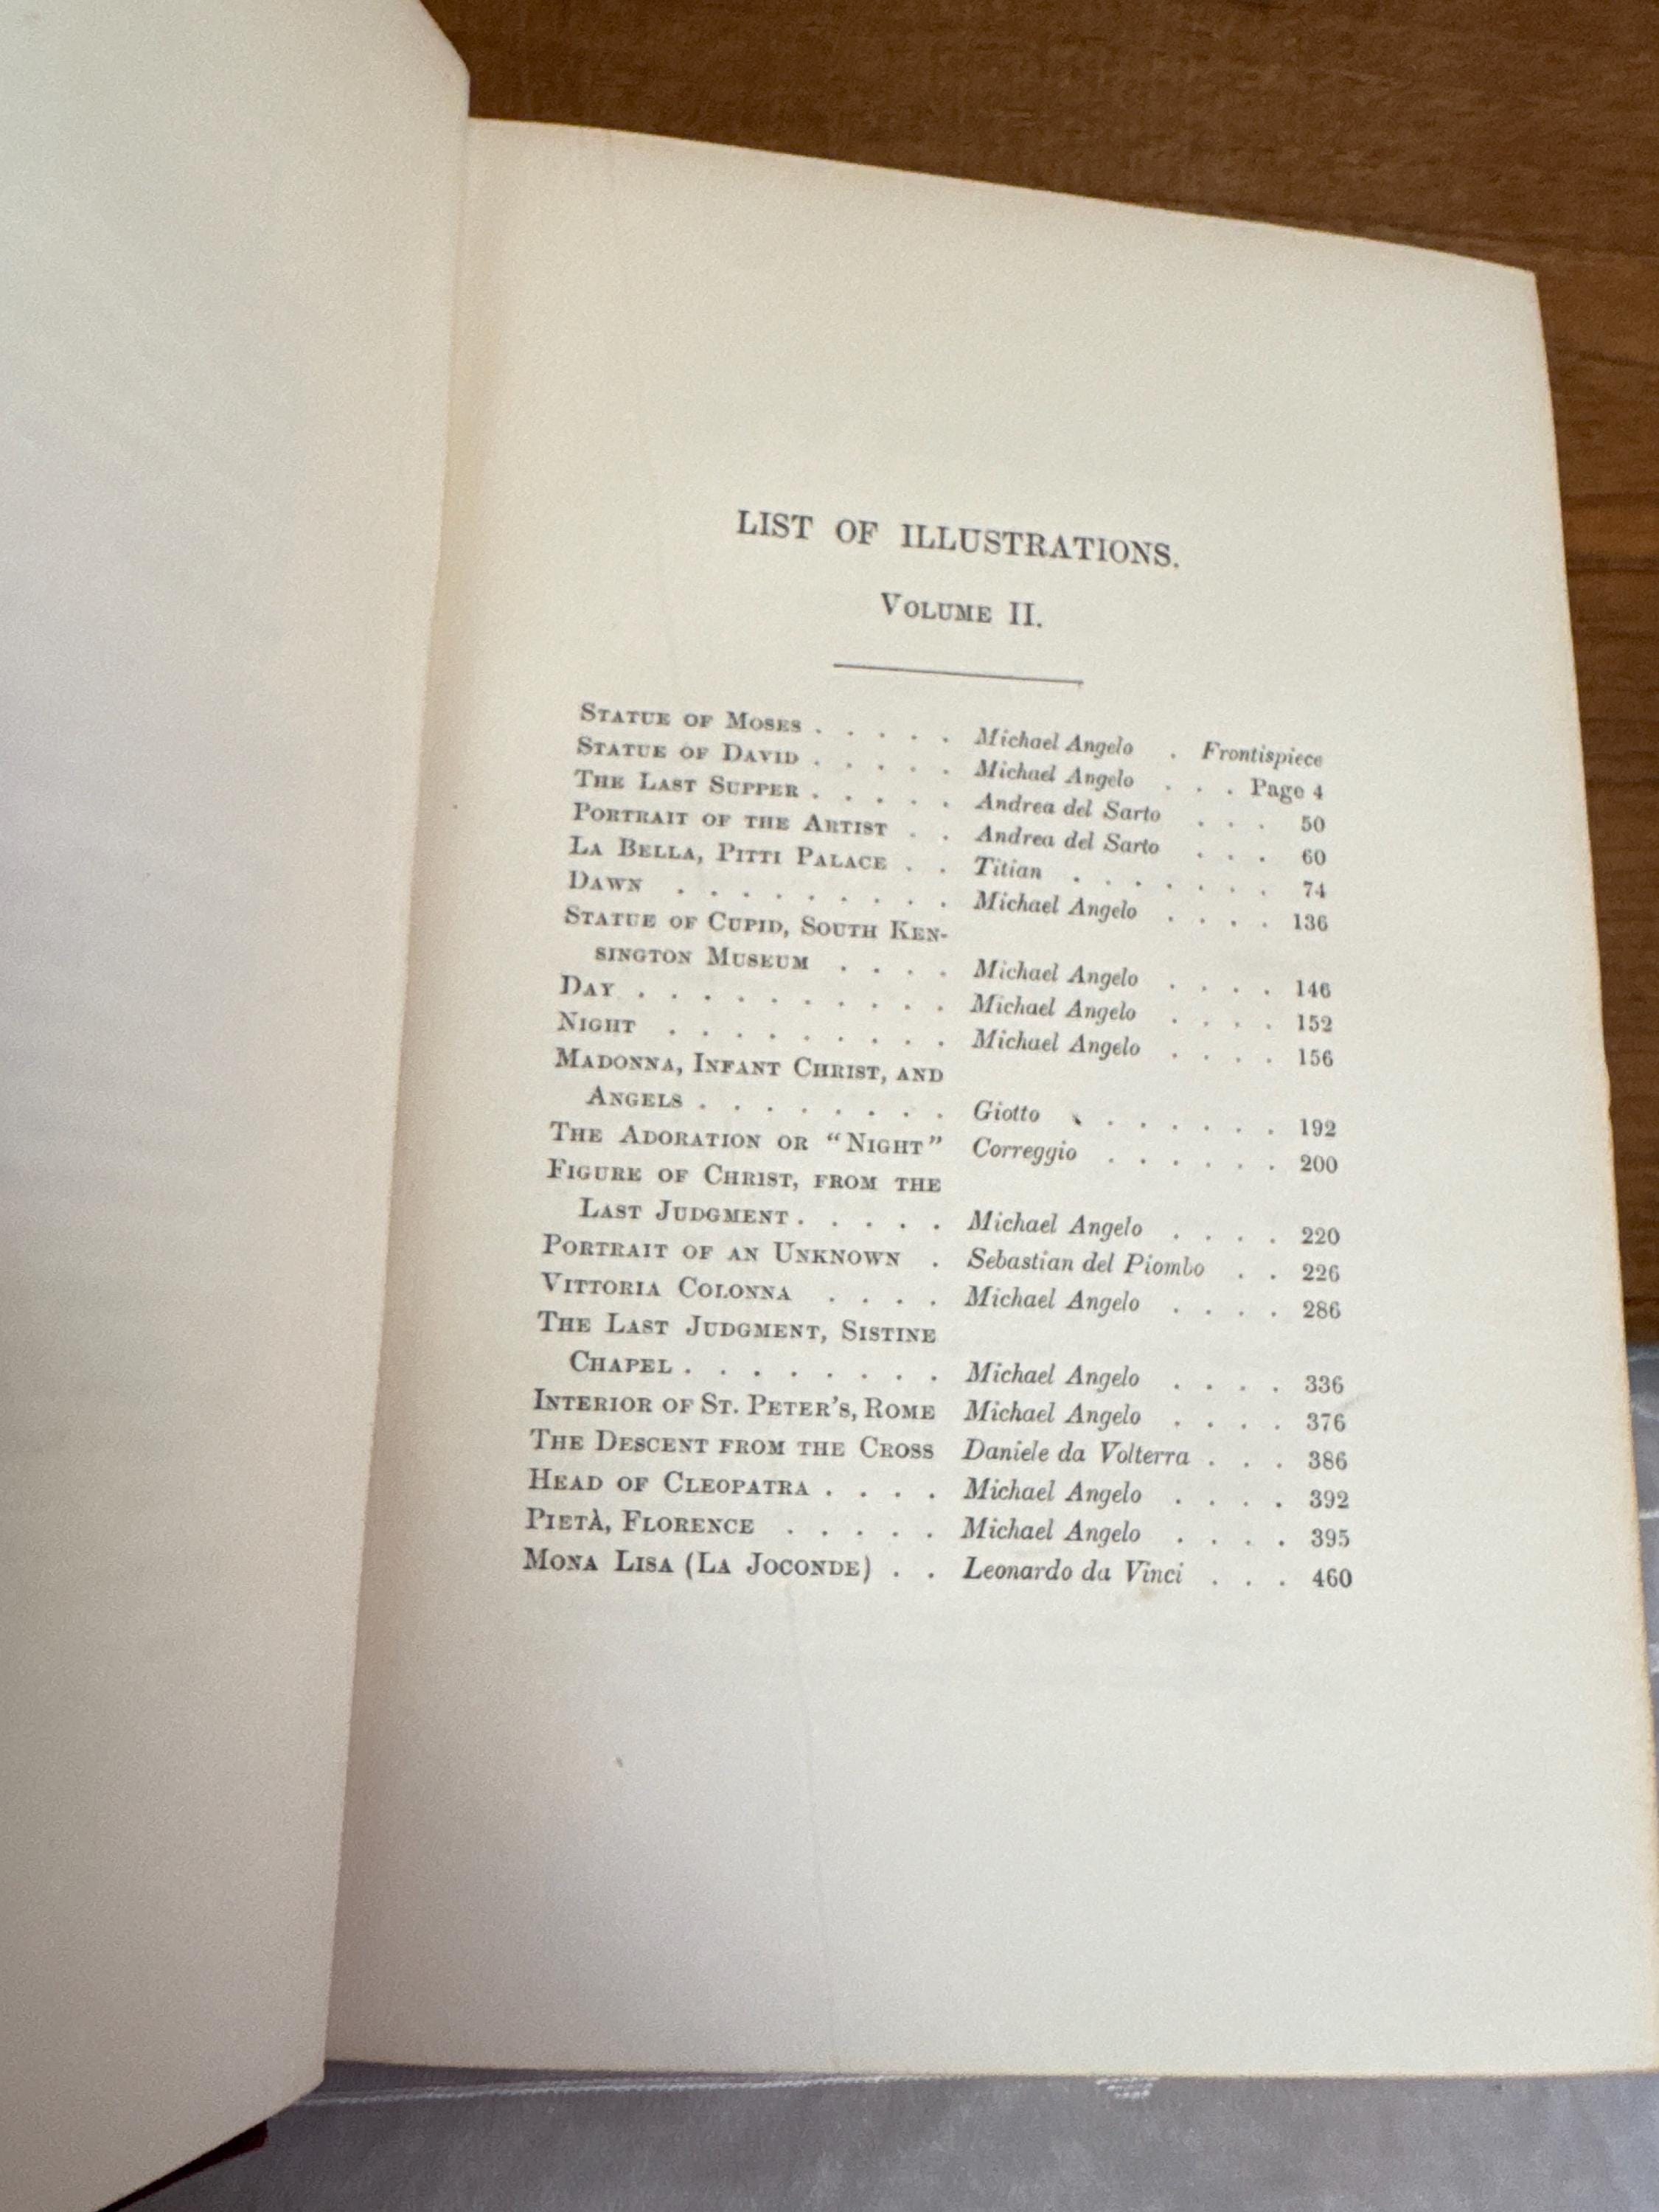 LIST OF ILLUSTRATIONS.
VOLUME II.
STATUE OF MOSES . . . . . Michael Angelo . Frontispiece
STATUE OF DAVID . . . . . Michael Angelo . . . Page 4
THE LAST SUPPER . . . . . Andrea del Sarto . . . 50
PORTRAIT OF THE ARTIST . . Andrea del Sarto . . . 60
LA BELLA, PITTI PALACE . . Titian . . . . . . . 74
DAWN . . . . . . . . . Michael Angelo . . . . 136
STATUE OF CUPID, SOUTH KEN-
SINGTON MUSEUM . . . . Michael Angelo . . . . 146
DAY . . . . . . . . . . Michael Angelo . . . . 152
NIGHT . . . . . . . . . Michael Angelo . . . . 156
MADONNA, INFANT CHRIST, AND
ANGELS . . . . . . . . Giotto . . . . . . . 192
THE ADORATION OR "NIGHT" Correggio . . . . . . 200
FIGURE OF CHRIST, FROM THE
LAST JUDGMENT . . . . . Michael Angelo . . . . 220
PORTRAIT OF AN UNKNOWN . Sebastian del Piombo . . 226
VITTORIA COLONNA . . . . Michael Angelo . . . . 286
THE LAST JUDGMENT, SISTINE
CHAPEL . . . . . . . . Michael Angelo . . . . 336
INTERIOR OF ST. PETER'S, ROME Michael Angelo . . . . 376
THE DESCENT FROM THE CROSS Daniele da Volterra . . . 386
HEAD OF CLEOPATRA . . . . Michael Angelo . . . . 392
PIETÀ, FLORENCE . . . . . Michael Angelo . . . . 395
MONA LISA (LA JOCONDE) . . Leonardo da Vinci . . . 460